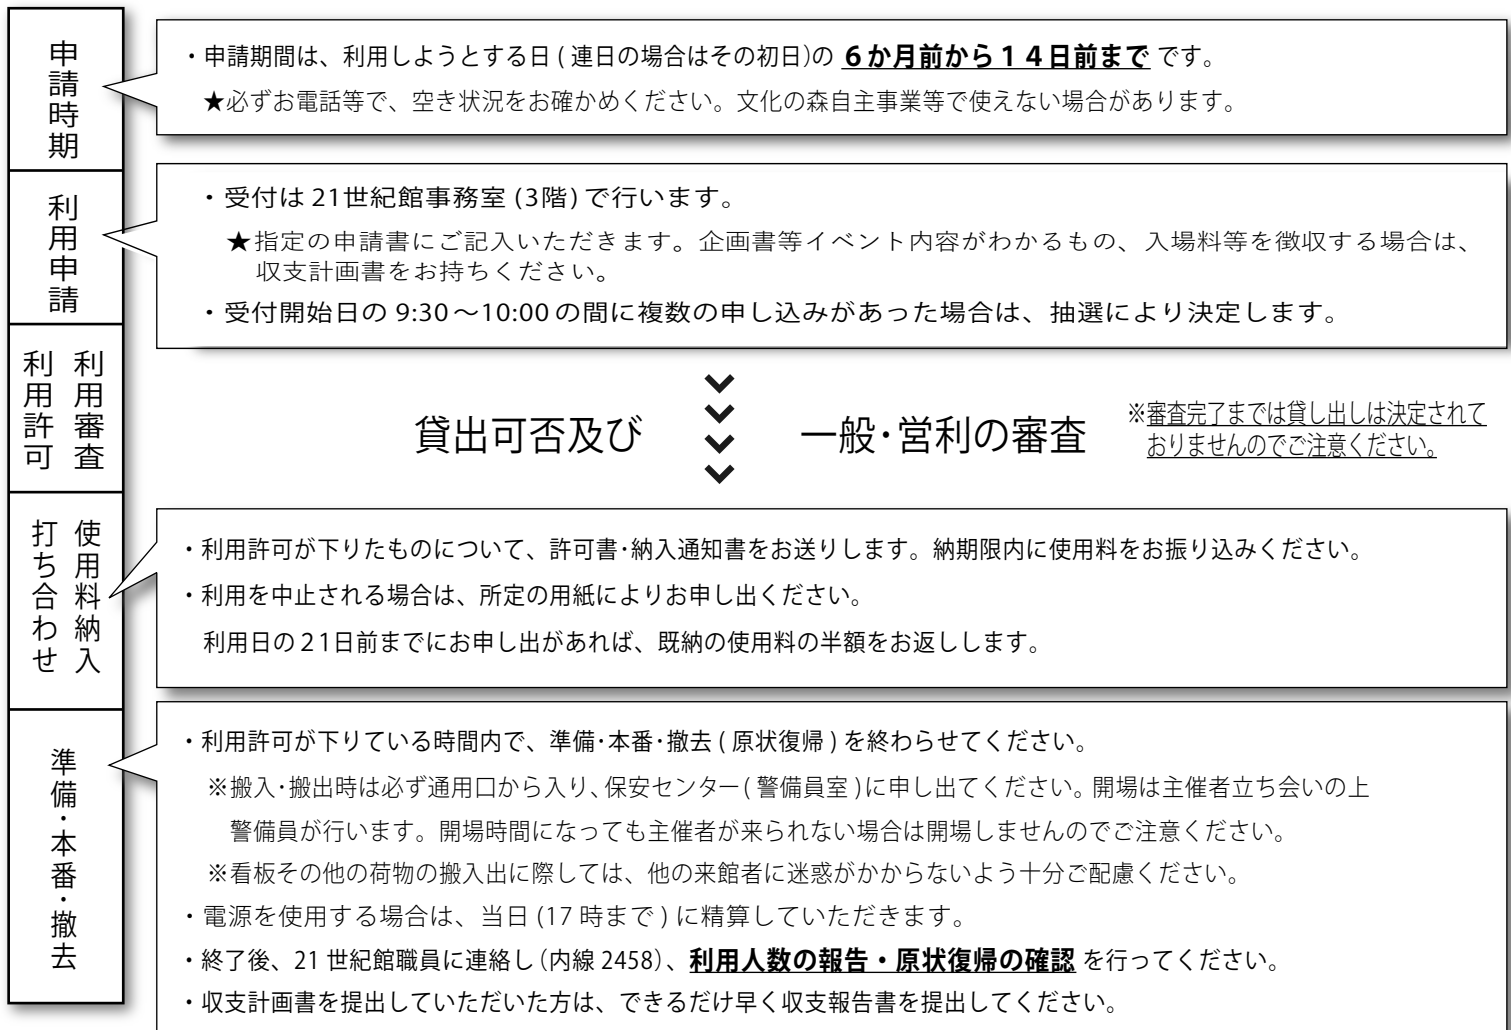 申請時期
・申請期間は、利用しようとする日(連日の場合はその初日)の 6か月前から14日前まで です。
★必ずお電話等で、空き状況をお確かめください。文化の森自主事業等で使えない場合があります。
利用申請
・受付は 21世紀館事務室(3階)で行います。
★指定の申請書にご記入いただきます。企画書等イベント内容がわかるもの、入場料等を徴収する場合は、
収支計画書をお持ちください。
・受付開始日の 9:30～10:00の間に複数の申し込みがあった場合は、抽選により決定します。
利用審査
利用許可
貸出可否及び 一般・営利の審査
※審査完了までは貸し出しは決定されて
おりませんのでご注意ください。
使用料納入
打ち合わせ
・利用許可が下りたものについて、許可書・納入通知書をお送りします。納期限内に使用料をお振り込みください。
・利用を中止される場合は、所定の用紙によりお申し出ください。
利用日の21日前までにお申し出があれば、既納の使用料の半額をお返しします。
準備・本番・撤去
・利用許可が下りている時間内で、準備・本番・撤去(原状復帰)を終わらせてください。
※搬入・搬出時は必ず通用口から入り、保安センター(警備員室)に申し出てください。開場は主催者立ち会いの上
警備員が行います。開場時間になっても主催者が来られない場合は開場しませんのでご注意ください。
※看板その他の荷物の搬入出に際しては、他の来館者に迷惑がかからないよう十分ご配慮ください。
・電源を使用する場合は、当日(17時まで)に精算していただきます。
・終了後、21世紀館職員に連絡し(内線2458)、利用人数の報告・原状復帰の確認 を行ってください。
・収支計画書を提出していただいた方は、できるだけ早く収支報告書を提出してください。